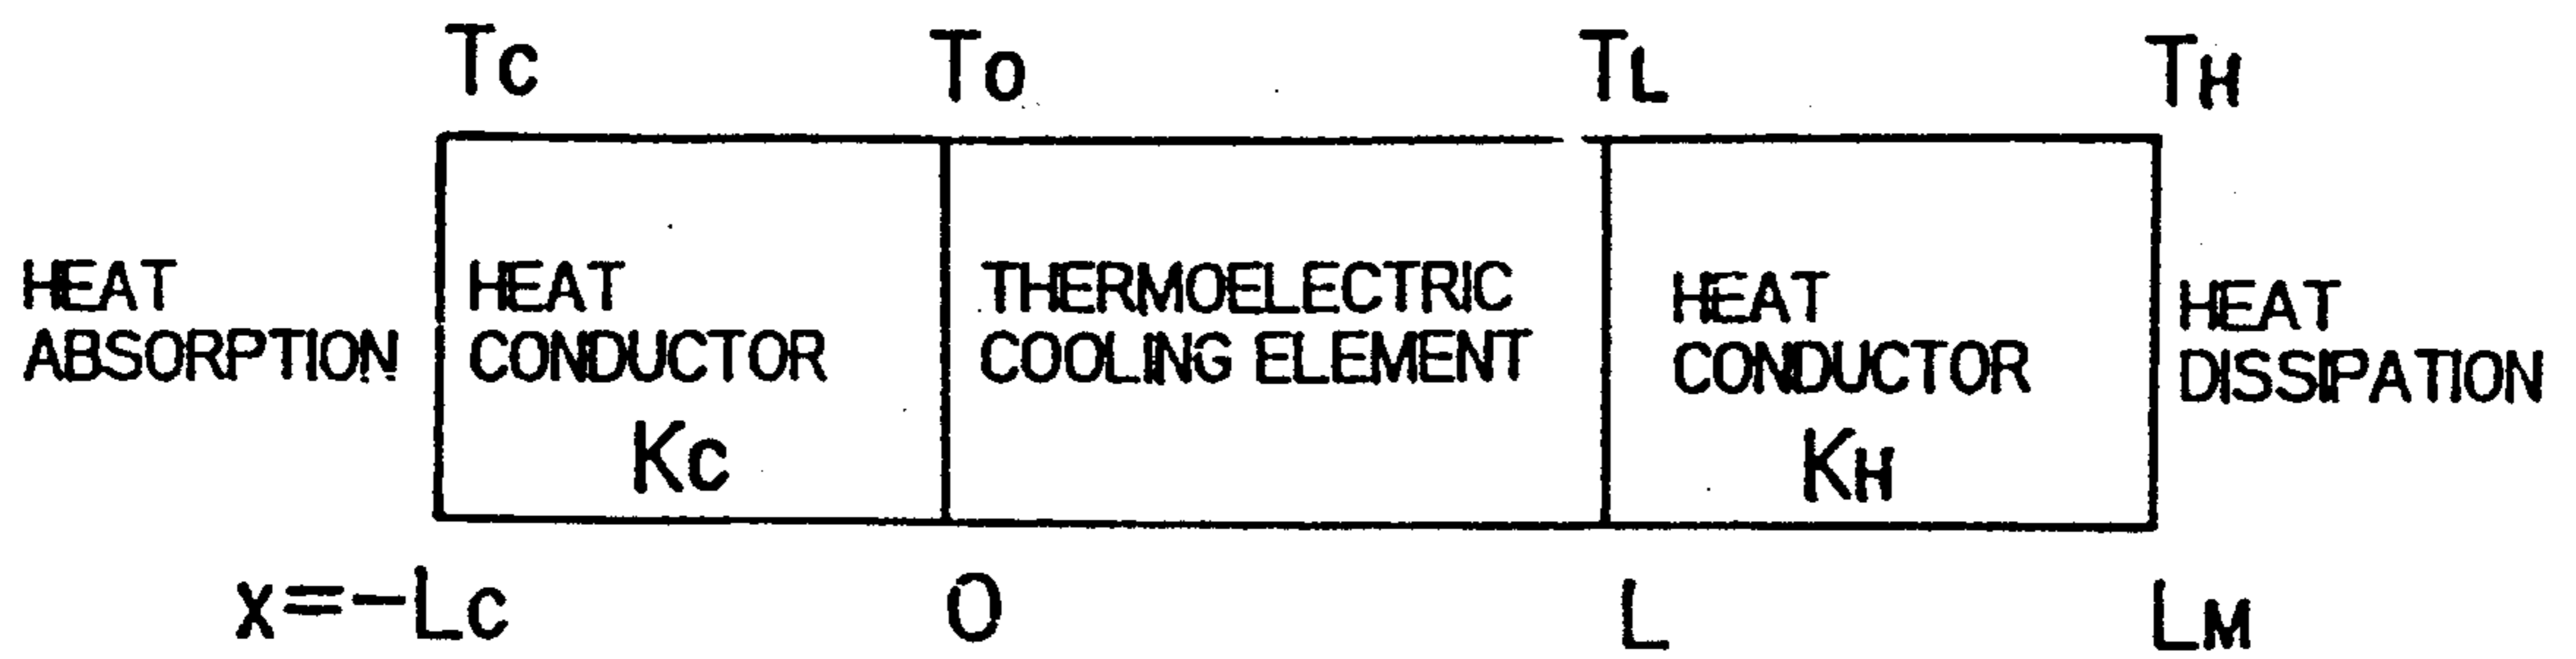 Tc To TL TH
HEAT ABSORPTION
HEAT CONDUCTOR
Kc
THERMOELECTRIC COOLING ELEMENT
HEAT CONDUCTOR
KH
HEAT DISSIPATION
x=-Lc O L LM